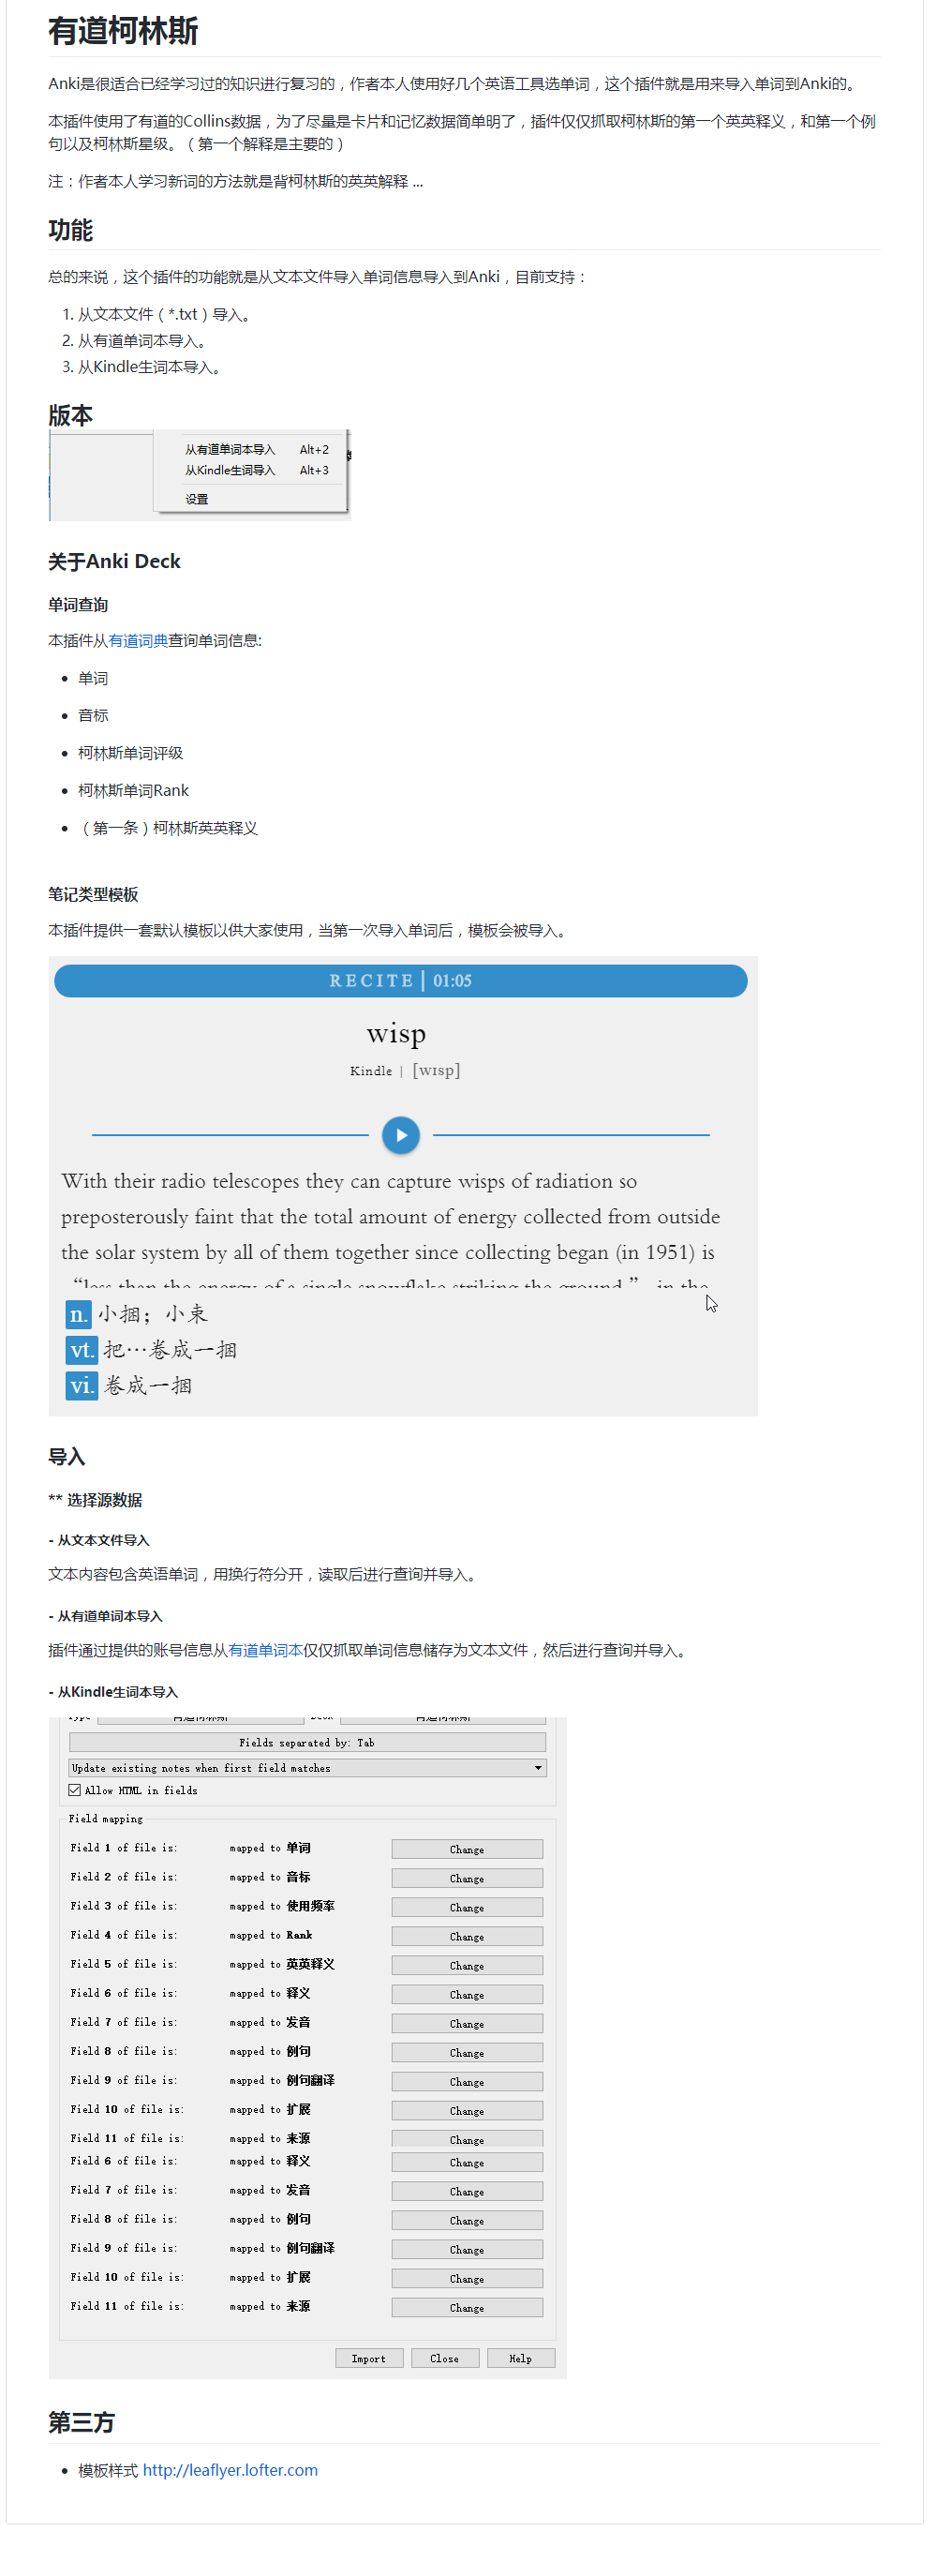 有道柯林斯
Anki是很适合已经学习过的知识进行复习的，作者本人使用好几个英语工具选单词，这个插件就是用来导入单词到Anki的。
本插件使用了有道的Collins数据，为了尽量是卡片和记忆数据简单明了，插件仅仅抓取柯林斯的第一个英英释义，和第一个例
句以及柯林斯星级。（第一个解释是主要的）
注：作者本人学习新词的方法就是背柯林斯的英英解释 ...
功能
总的来说，这个插件的功能就是从文本文件导入单词信息导入到Anki，目前支持：
1. 从文本文件（*.txt）导入。
2. 从有道单词本导入。
3. 从Kindle生词本导入。
版本
从有道单词本导入 Alt+2
从Kindle生词导入 Alt+3
设置
关于Anki Deck
单词查询
本插件从有道词典查询单词信息:
• 单词
• 音标
• 柯林斯单词评级
• 柯林斯单词Rank
• （第一条）柯林斯英英释义
笔记类型模板
本插件提供一套默认模板以供大家使用，当第一次导入单词后，模板会被导入。
RECITE | 01:05
wisp
Kindle | [wɪsp]
With their radio telescopes they can capture wisps of radiation so
preposterously faint that the total amount of energy collected from outside
the solar system by all of them together since collecting began (in 1951) is
“less than the energy of a single snowflake striking the ground.” in the
n. 小捆；小束
vt. 把…卷成一捆
vi. 卷成一捆
导入
** 选择源数据
- 从文本文件导入
文本内容包含英语单词，用换行符分开，读取后进行查询并导入。
- 从有道单词本导入
插件通过提供的账号信息从有道单词本仅仅抓取单词信息储存为文本文件，然后进行查询并导入。
- 从Kindle生词本导入
Type 有道柯林斯 Deck 有道柯林斯
Fields separated by: Tab
Update existing notes when first field matches
Allow HTML in fields
Field mapping
Field 1 of file is: mapped to 单词 Change
Field 2 of file is: mapped to 音标 Change
Field 3 of file is: mapped to 使用频率 Change
Field 4 of file is: mapped to Rank Change
Field 5 of file is: mapped to 英英释义 Change
Field 6 of file is: mapped to 释义 Change
Field 7 of file is: mapped to 发音 Change
Field 8 of file is: mapped to 例句 Change
Field 9 of file is: mapped to 例句翻译 Change
Field 10 of file is: mapped to 扩展 Change
Field 11 of file is: mapped to 来源 Change
Field 6 of file is: mapped to 释义 Change
Field 7 of file is: mapped to 发音 Change
Field 8 of file is: mapped to 例句 Change
Field 9 of file is: mapped to 例句翻译 Change
Field 10 of file is: mapped to 扩展 Change
Field 11 of file is: mapped to 来源 Change
Import Close Help
第三方
• 模板样式 http://leaflyer.lofter.com